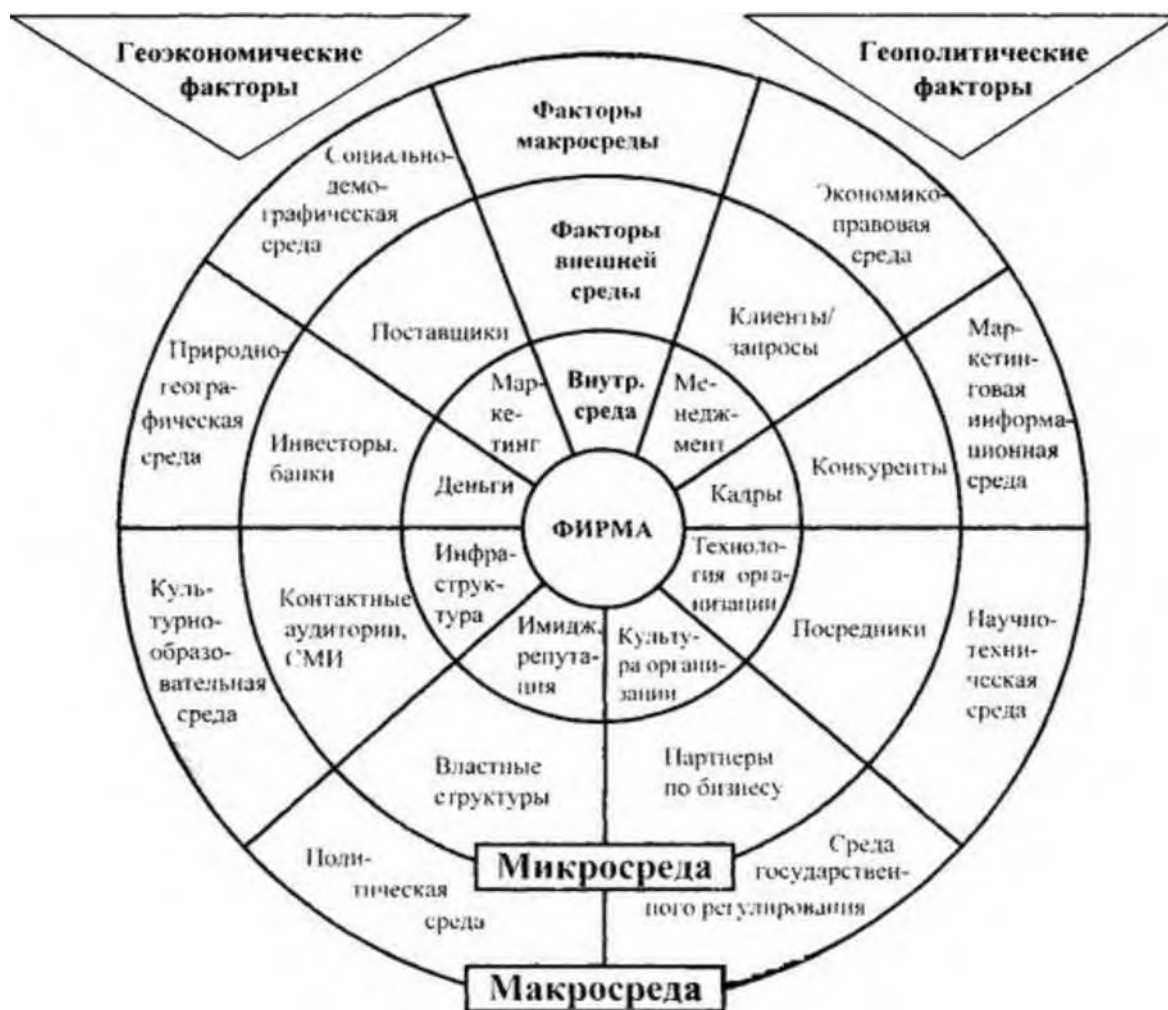 Геоэкономические
факторы
Геополитические
факторы
Факторы
макросреды
Социально-
демо-
графическая
среда
Экономико-
правовая
среда
Факторы
внешней
среды
Поставщики
Клиенты/
запросы
Природно-
геогра-
фическая
среда
Мар-
кетин-
говая
информа-
ционная
среда
Мар-
ке-
тинг
Внутр.
среда
Ме-
недж-
мент
Инвесторы,
банки
Деньги
Кадры
Конкуренты
ФИРМА
Инфра-
струк-
тура
Техноло-
гия орга-
низации
Куль-
турно-
образо-
вательная
среда
Контактные
аудитории,
СМИ
Имидж,
репута-
ция
Культу-
ра органи-
зации
Посредники
Научно-
техни-
ческая
среда
Властные
структуры
Партнеры
по бизнесу
Микросреда
Поли-
тическая
среда
Среда
государствен-
ного регулирования
Макросреда